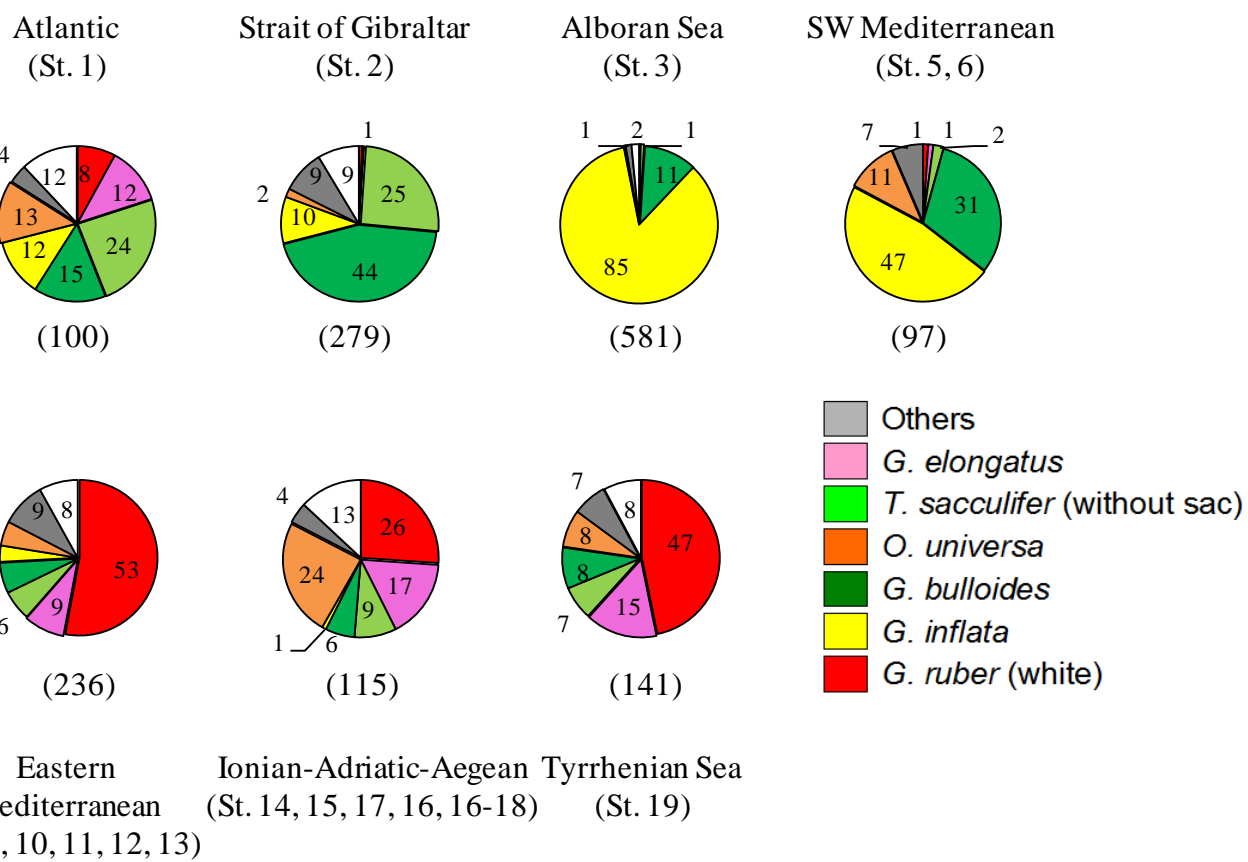 Atlantic
(St. 1)
Strait of Gibraltar
(St. 2)
Alboran Sea
(St. 3)
SW Mediterranean
(St. 5, 6)
4
12
8
12
24
15
12
13
1
25
44
10
2
9
9
1
2
1
11
85
7
1
1
2
31
47
11
(100)
(279)
(581)
(97)
9
8
53
9
6
4
13
26
17
9
6
1
24
7
8
47
15
7
8
8
(236)
(115)
(141)
Others
G. elongatus
T. sacculifer (without sac)
O. universa
G. bulloides
G. inflata
G. ruber (white)
Eastern
editerranean
, 10, 11, 12, 13)
Ionian-Adriatic-Aegean
(St. 14, 15, 17, 16, 16-18)
Tyrrhenian Sea
(St. 19)